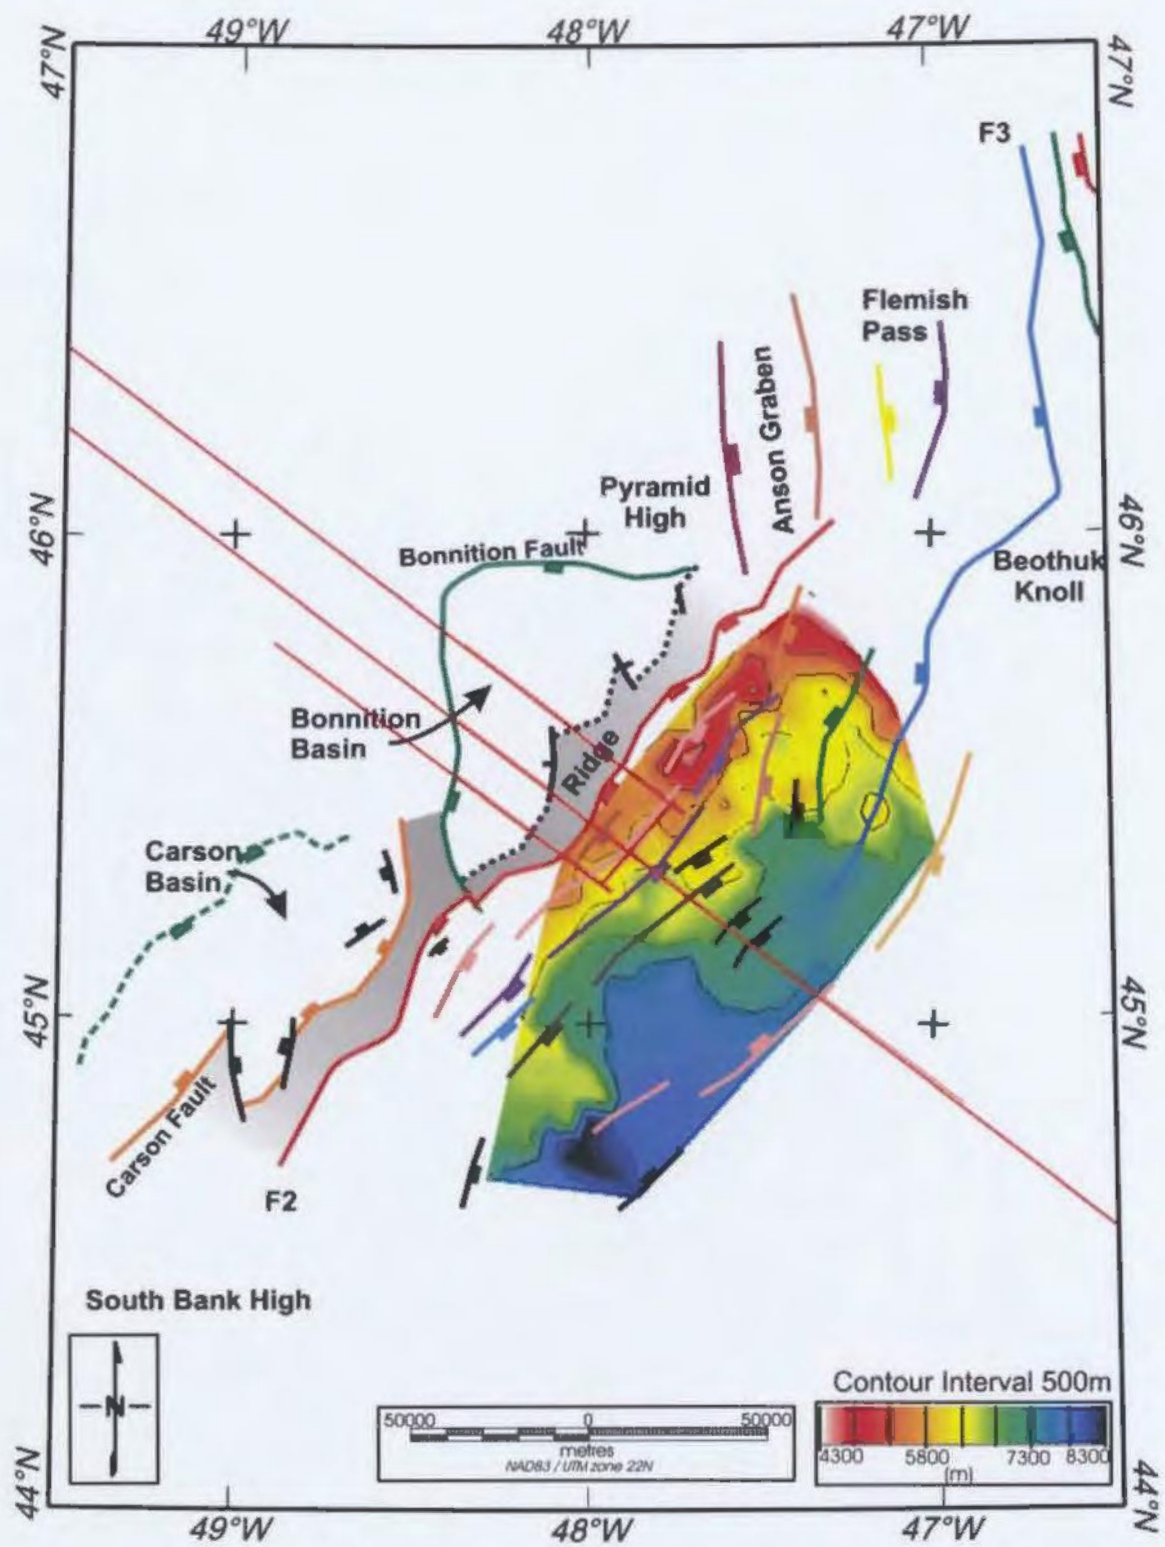 49°W 48°W 47°W
47°N 47°N
F3
Flemish
Pass
Anson Graben
Pyramid
High
46°N 46°N
Bonnition Fault
Beothuk
Knoll
Bonnition
Basin
Ridge
Carson
Basin
45°N 45°N
Carson Fault
F2
South Bank High
N
Contour Interval 500m
50000 0 50000
metres
NAD83 / UTM zone 22N
4300 5800 7300 8300
(m)
44°N 44°N
49°W 48°W 47°W